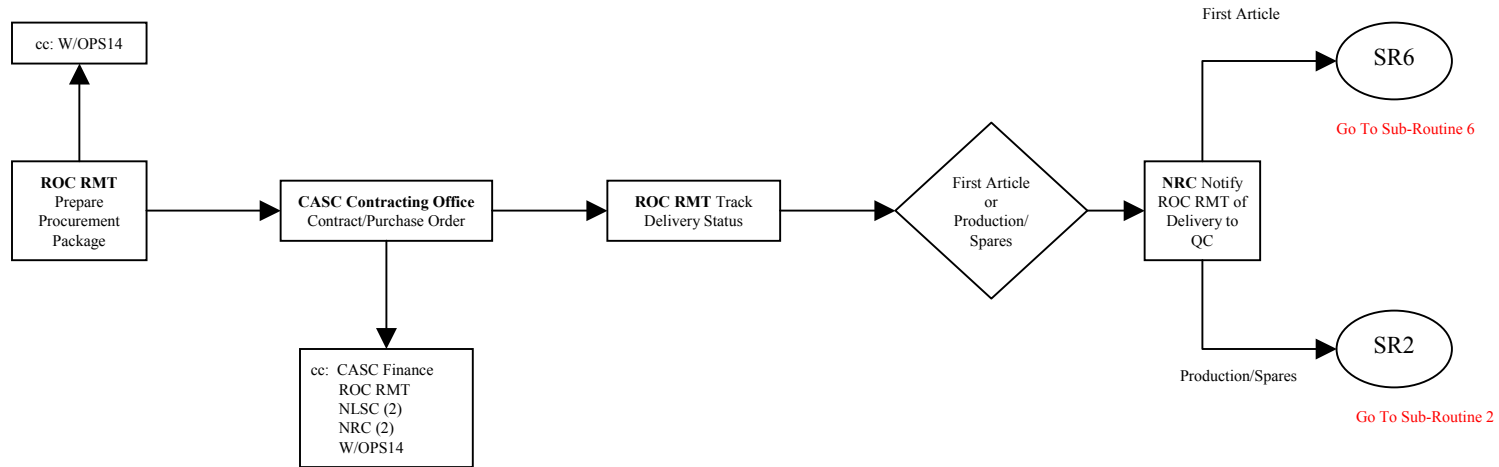 cc: W/OPS14
ROC RMT
Prepare
Procurement
Package
CASC Contracting Office
Contract/Purchase Order
cc: CASC Finance
ROC RMT
NLSC (2)
NRC (2)
W/OPS14
ROC RMT Track
Delivery Status
First Article
or
Production/
Spares
NRC Notify
ROC RMT of
Delivery to
QC
First Article
SR6
Go To Sub-Routine 6
SR2
Production/Spares
Go To Sub-Routine 2